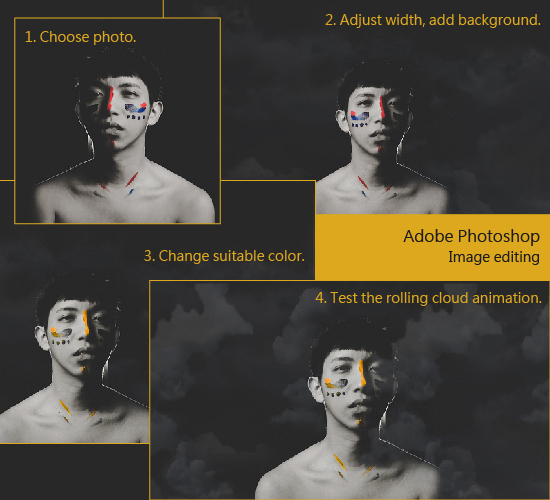 1. Choose photo.
2. Adjust width, add background.
Adobe Photoshop
Image editing
3. Change suitable color.
4. Test the rolling cloud animation.